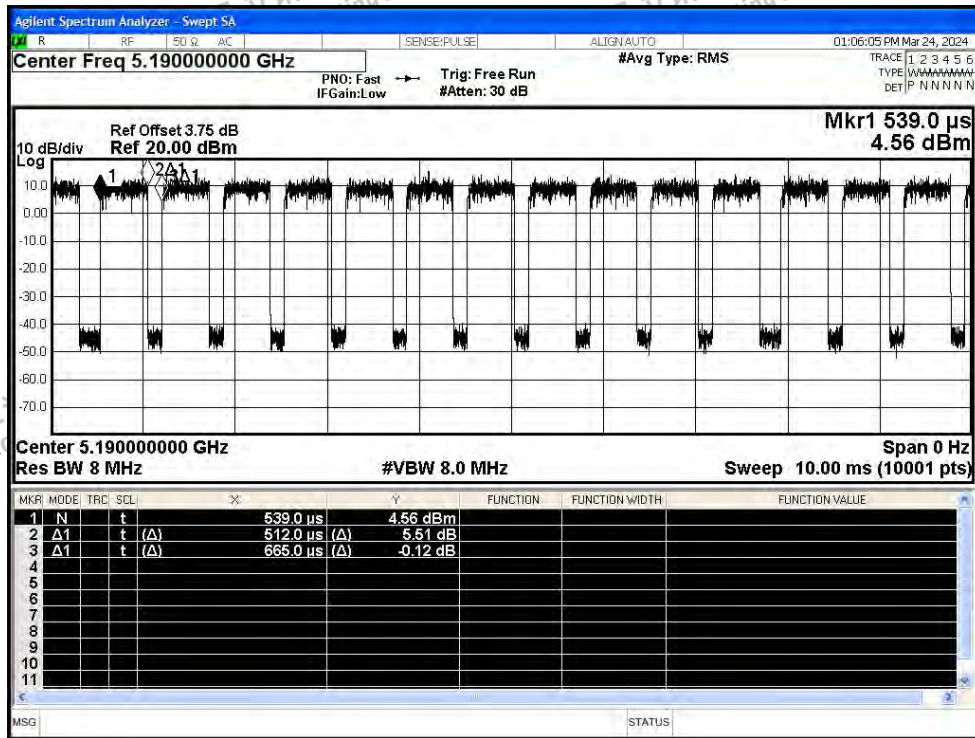 Agilent Spectrum Analyzer - Swept SA
LXI R RF 50 Ω AC SENSE:PULSE ALIGN AUTO 01:06:05 PM Mar 24, 2024
Center Freq 5.190000000 GHz #Avg Type: RMS TRACE 1 2 3 4 5 6
PNO: Fast Trig: Free Run TYPE WWWWWW
IFGain:Low #Atten: 30 dB DET P N N N N N
Mkr1 539.0 µs
Ref Offset 3.75 dB
10 dB/div Ref 20.00 dBm 4.56 dBm
Log
1 2Δ1 3Δ1
10.0
0.00
-10.0
-20.0
-30.0
-40.0
-50.0
-60.0
-70.0
Center 5.190000000 GHz Span 0 Hz
Res BW 8 MHz #VBW 8.0 MHz Sweep 10.00 ms (10001 pts)
MKR MODE TRC SCL X Y FUNCTION FUNCTION WIDTH FUNCTION VALUE
1 N t 539.0 µs 4.56 dBm
2 Δ1 t (Δ) 512.0 µs (Δ) 5.51 dB
3 Δ1 t (Δ) 665.0 µs (Δ) -0.12 dB
4
5
6
7
8
9
10
11
MSG STATUS